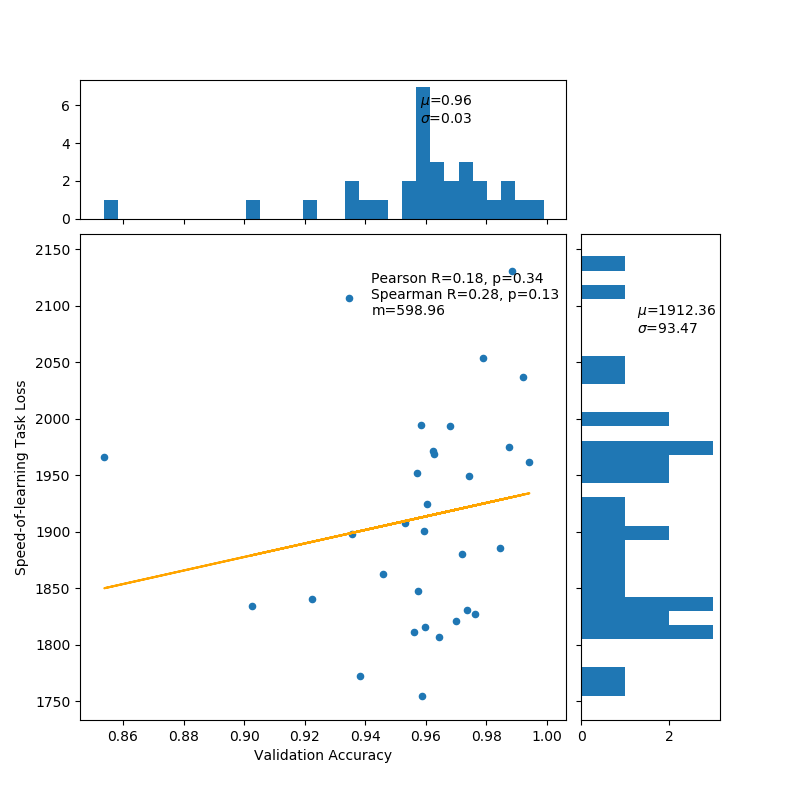 6
4
2
0
μ=0.96
σ=0.03
2150
2100
2050
2000
1950
1900
1850
1800
1750
Speed-of-learning Task Loss
Pearson R=0.18, p=0.34
Spearman R=0.28, p=0.13
m=598.96
μ=1912.36
σ=93.47
0.86 0.88 0.90 0.92 0.94 0.96 0.98 1.00
Validation Accuracy
0 2